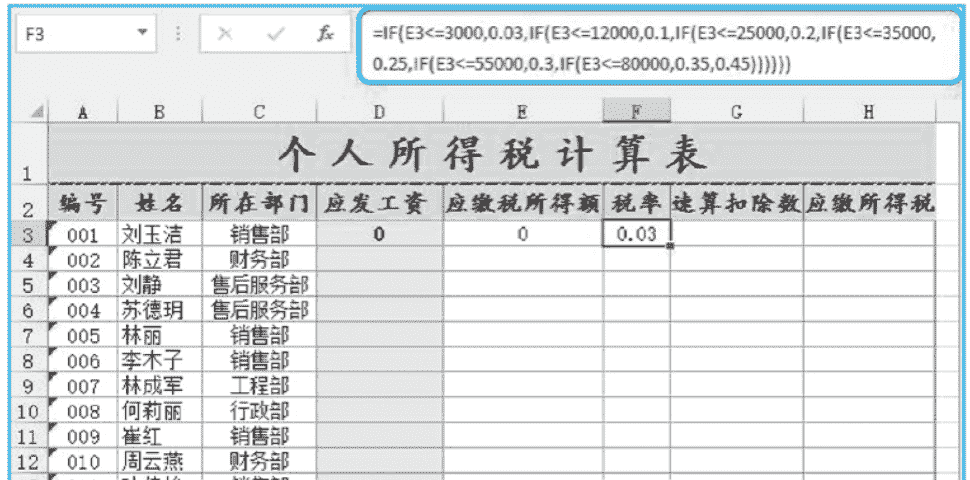 F3
fx
=IF(E3<=3000,0.03,IF(E3<=12000,0.1,IF(E3<=25000,0.2,IF(E3<=35000,
0.25,IF(E3<=55000,0.3,IF(E3<=80000,0.35,0.45))))))
A B C D E F G H
1 个人所得税计算表
2 编号 姓名 所在部门 应发工资 应缴税所得额 税率 速算扣除数 应缴所得税
3 001 刘玉洁 销售部 0 0 0.03
4 002 陈立君 财务部
5 003 刘静 售后服务部
6 004 苏德玥 售后服务部
7 005 林丽 销售部
8 006 李木子 销售部
9 007 林成军 工程部
10 008 何莉丽 行政部
11 009 崔红 销售部
12 010 周云燕 财务部